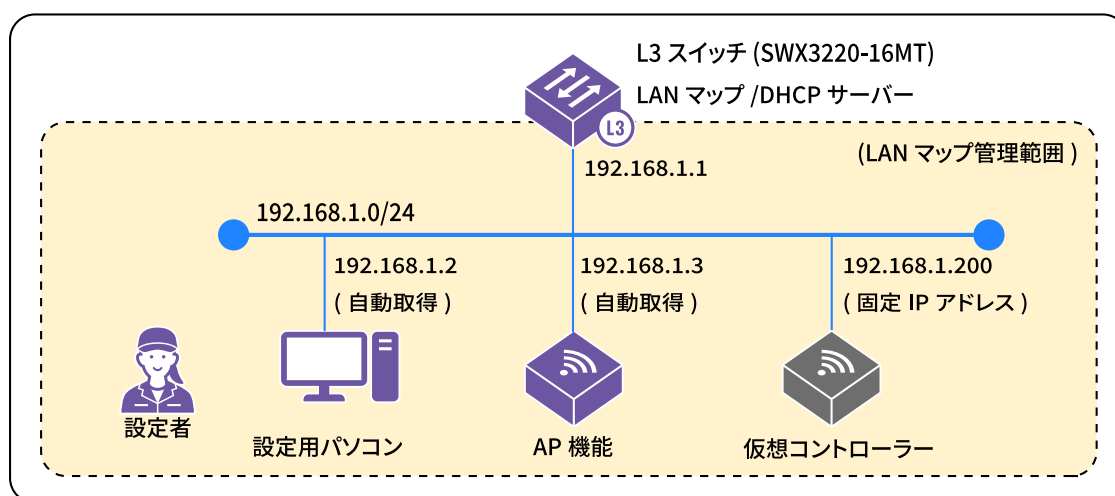 L3 スイッチ (SWX3220-16MT)
LAN マップ /DHCP サーバー
L3
(LAN マップ管理範囲 )
192.168.1.1
192.168.1.0/24
192.168.1.2
( 自動取得 )
192.168.1.3
( 自動取得 )
192.168.1.200
( 固定 IP アドレス )
設定者
設定用パソコン
AP 機能
仮想コントローラー